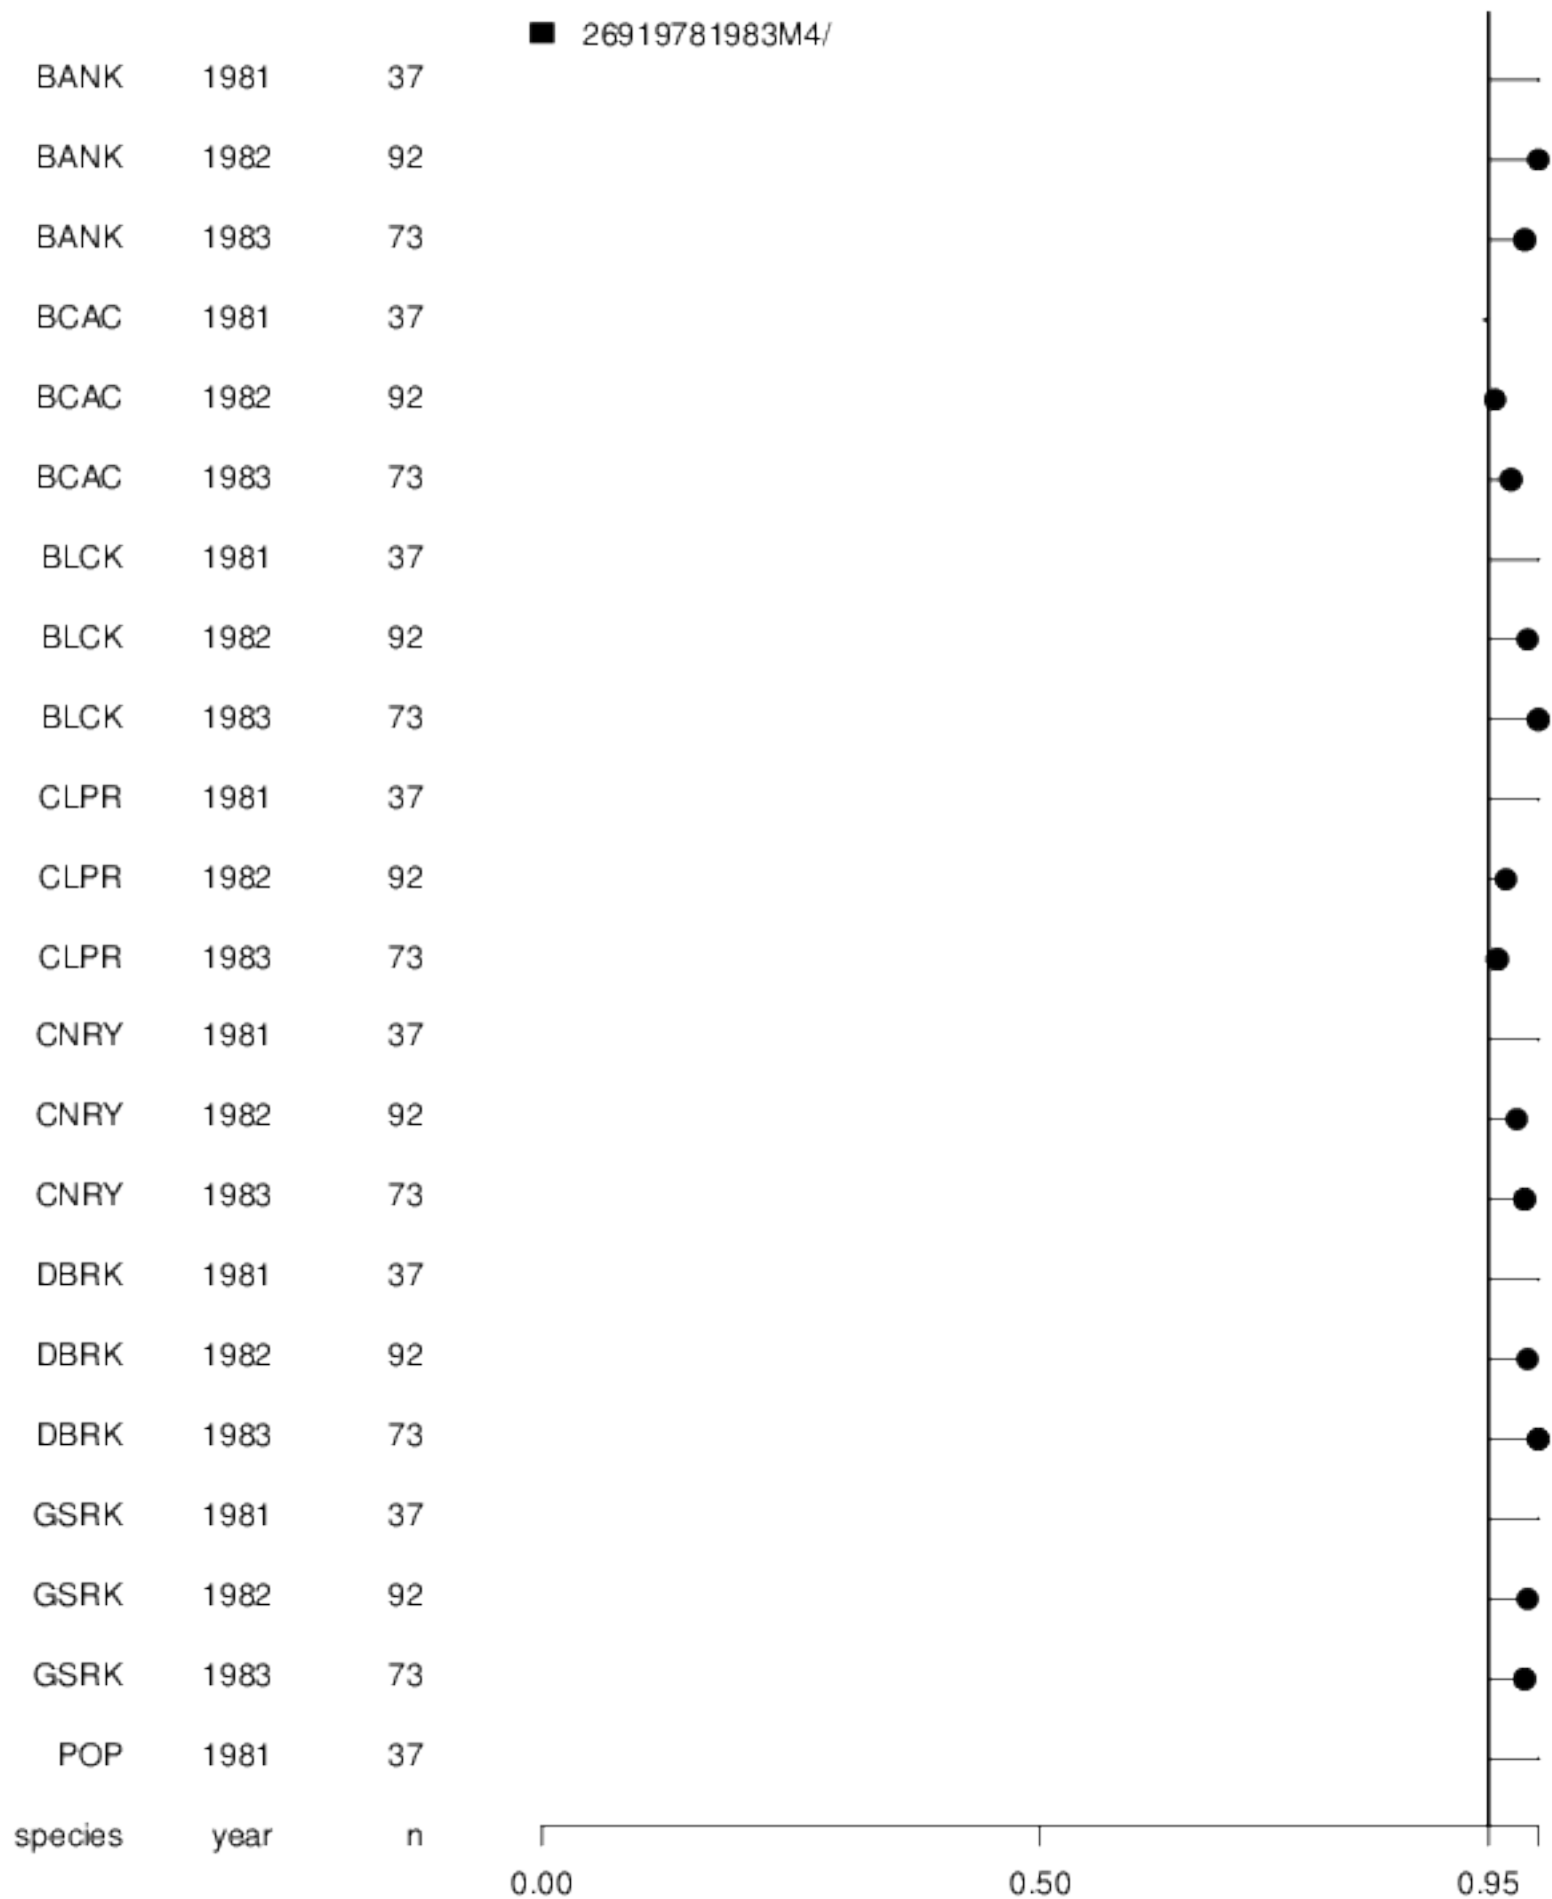 26919781983M4/
BANK 1981 37
BANK 1982 92
BANK 1983 73
BCAC 1981 37
BCAC 1982 92
BCAC 1983 73
BLCK 1981 37
BLCK 1982 92
BLCK 1983 73
CLPR 1981 37
CLPR 1982 92
CLPR 1983 73
CNRY 1981 37
CNRY 1982 92
CNRY 1983 73
DBRK 1981 37
DBRK 1982 92
DBRK 1983 73
GSRK 1981 37
GSRK 1982 92
GSRK 1983 73
POP 1981 37
species year n
0.00 0.50 0.95